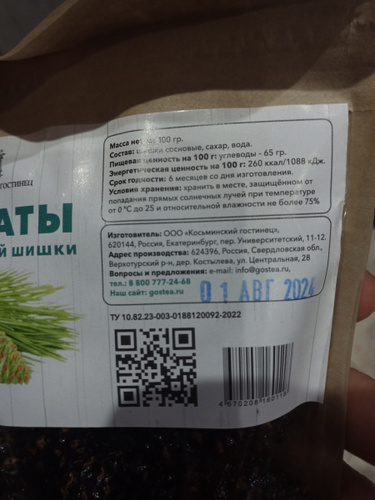 Масса нетто: 100 гр.
Состав: шишки сосновые, сахар, вода.
Пищевая ценность на 100 г: углеводы - 65 гр.
Энергетическая ценность на 100 г: 260 ккал/1088 кДж.
Срок годности: 6 месяцев со дня изготовления.
Условия хранения: хранить в месте, защищённом от
попадания прямых солнечных лучей при температуре
от 0 °С до 25 и относительной влажности не более 75%
ГОСТИНЕЦ
АТЫ
Й ШИШКИ
Изготовитель: ООО «Косьминский гостинец»,
620144, Россия, Екатеринбург, пер. Университетский, 11-12.
Адрес производства: 624396, Россия, Свердловская обл.,
Верхотурский р-н, дер. Костылева, ул. Центральная, 28
Вопросы и предложения: e-mail: info@gostea.ru,
тел.: 8 800 777-24-68
Наш сайт: gostea.ru
01 АВГ 2024
ТУ 10.82.23-003-0188120092-2022